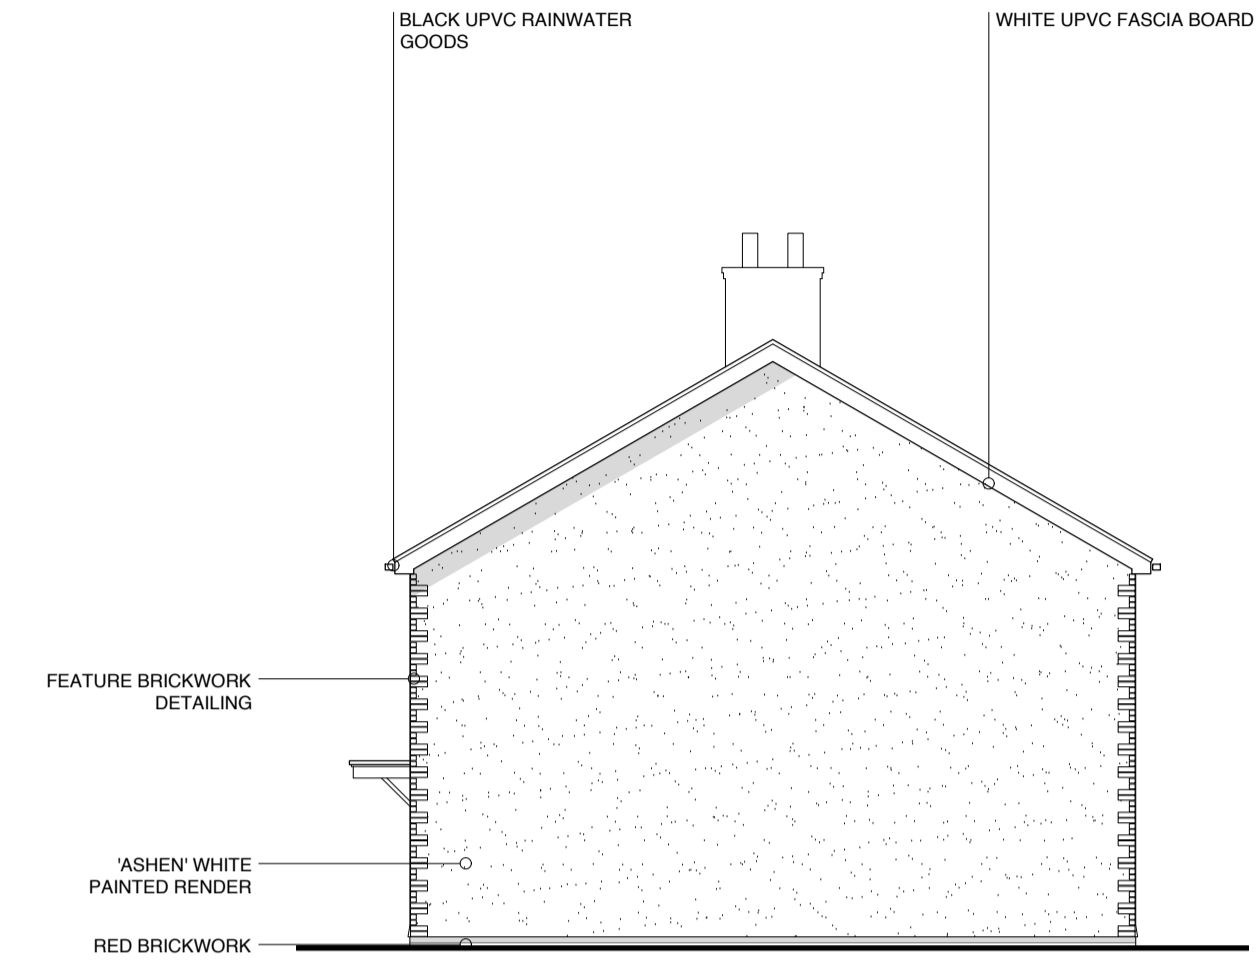 BLACK UPVC RAINWATER
GOODS
WHITE UPVC FASCIA BOARD
FEATURE BRICKWORK
DETAILING
'ASHEN' WHITE
PAINTED RENDER
RED BRICKWORK